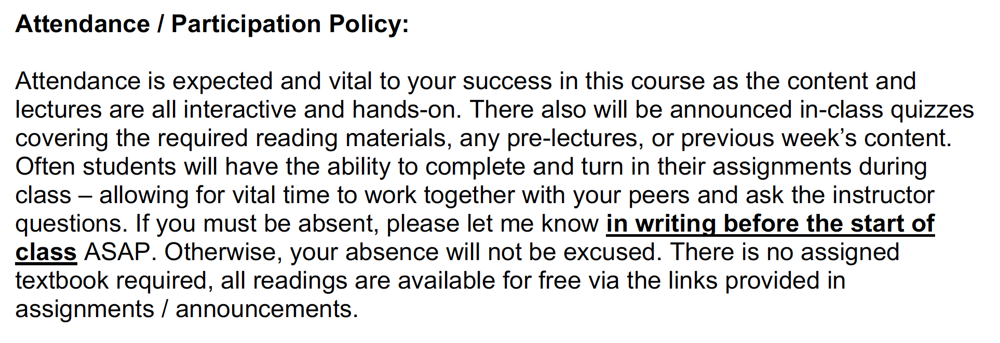 Attendance / Participation Policy:
Attendance is expected and vital to your success in this course as the content and
lectures are all interactive and hands-on. There also will be announced in-class quizzes
covering the required reading materials, any pre-lectures, or previous week’s content.
Often students will have the ability to complete and turn in their assignments during
class – allowing for vital time to work together with your peers and ask the instructor
questions. If you must be absent, please let me know in writing before the start of
class ASAP. Otherwise, your absence will not be excused. There is no assigned
textbook required, all readings are available for free via the links provided in
assignments / announcements.